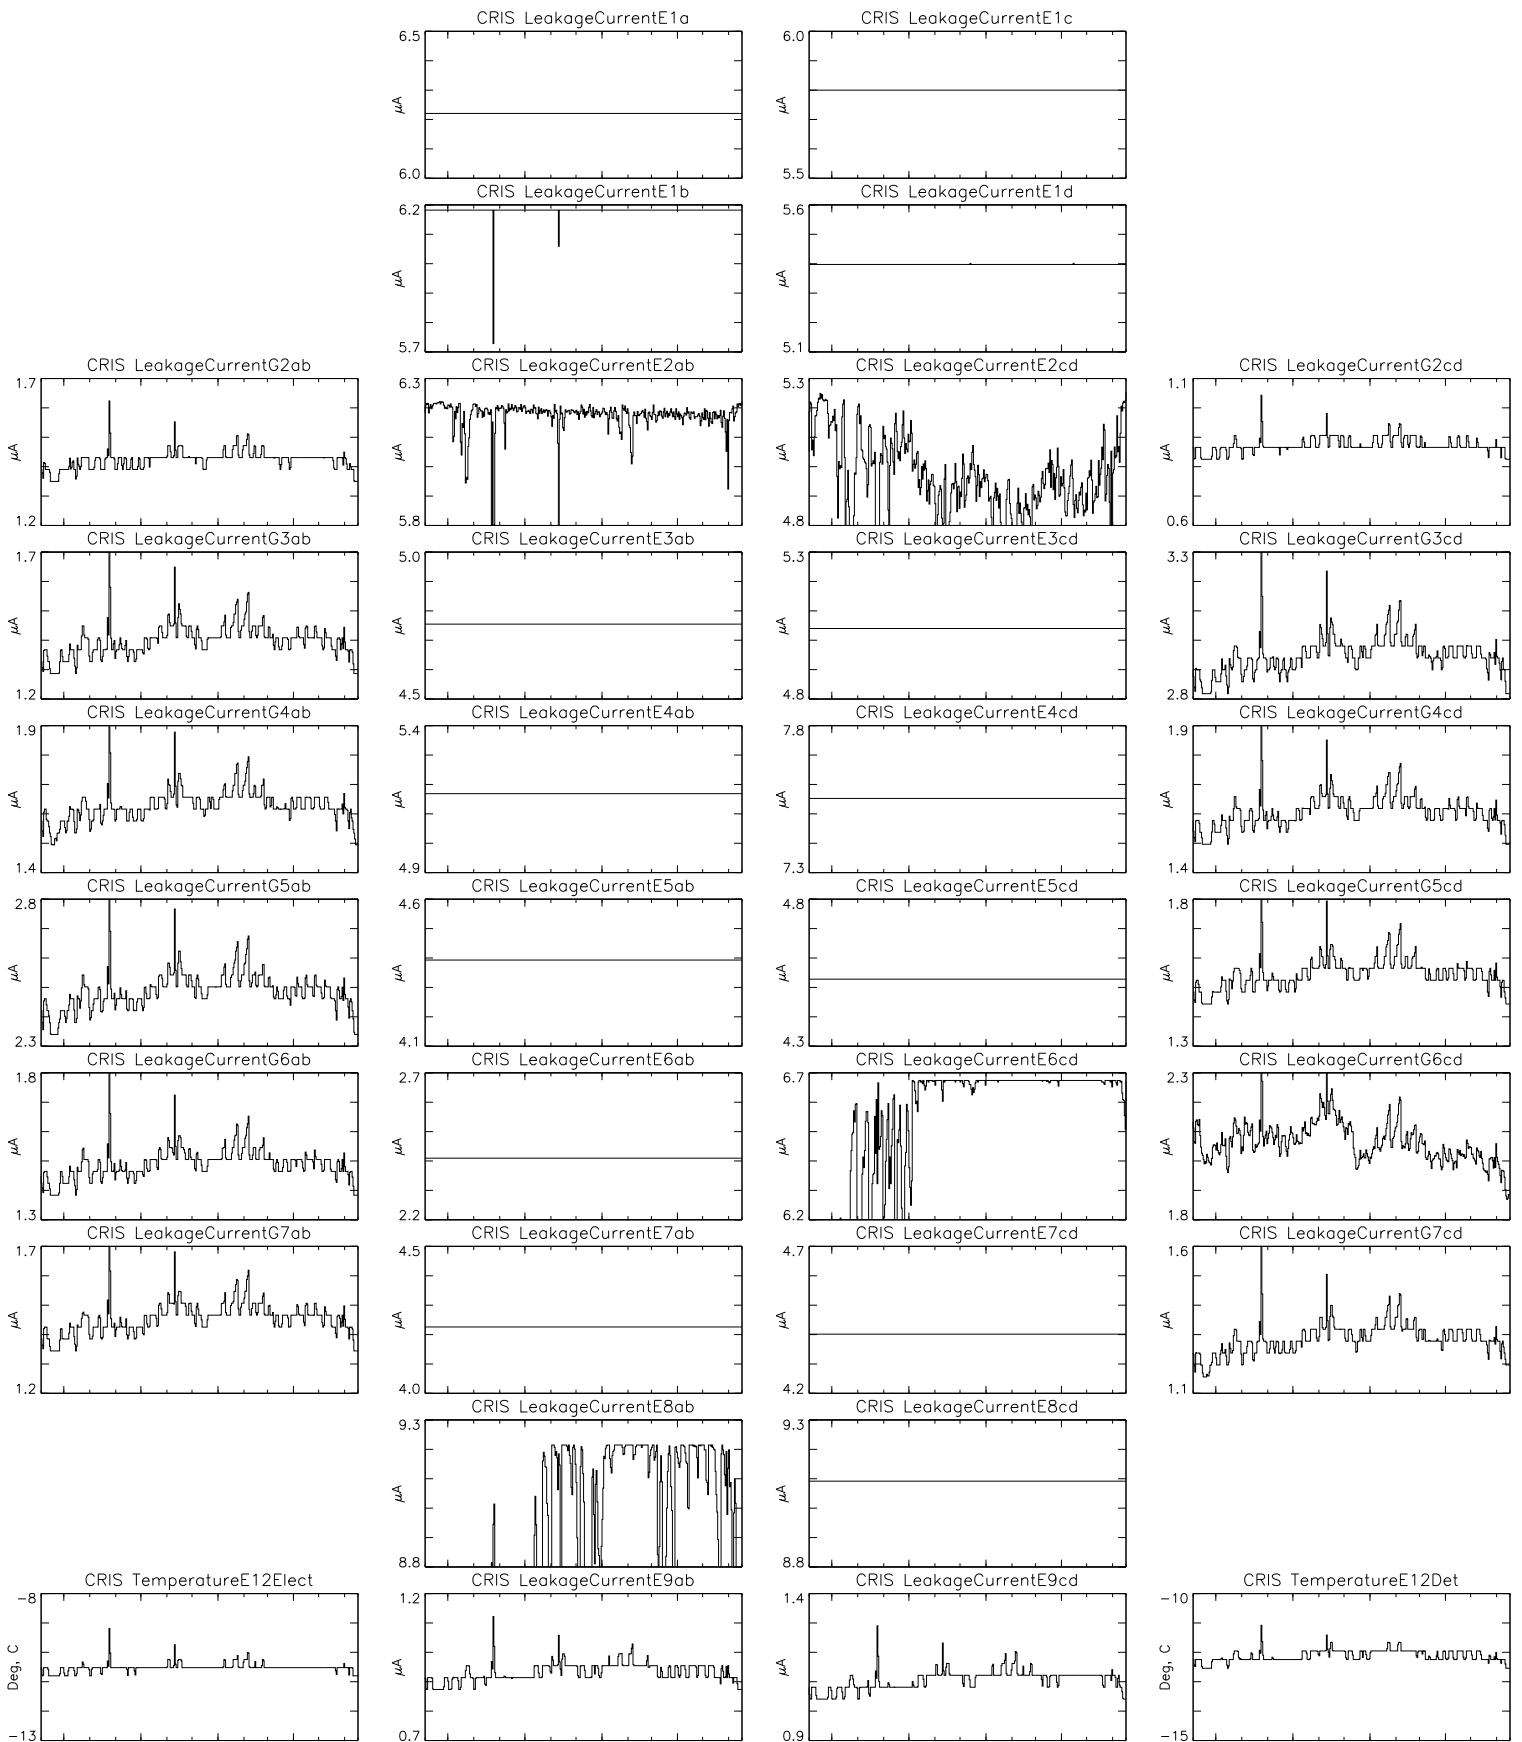 CRIS LeakageCurrentE1a
6.5
μA
6.0
CRIS LeakageCurrentE1c
6.0
μA
5.5
CRIS LeakageCurrentE1b
6.2
μA
5.7
CRIS LeakageCurrentE1d
5.6
μA
5.1
CRIS LeakageCurrentG2ab
1.7
μA
1.2
CRIS LeakageCurrentE2ab
6.3
μA
5.8
CRIS LeakageCurrentE2cd
5.3
μA
4.8
CRIS LeakageCurrentG2cd
1.1
μA
0.6
CRIS LeakageCurrentG3ab
1.7
μA
1.2
CRIS LeakageCurrentE3ab
5.0
μA
4.5
CRIS LeakageCurrentE3cd
5.3
μA
4.8
CRIS LeakageCurrentG3cd
3.3
μA
2.8
CRIS LeakageCurrentG4ab
1.9
μA
1.4
CRIS LeakageCurrentE4ab
5.4
μA
4.9
CRIS LeakageCurrentE4cd
7.8
μA
7.3
CRIS LeakageCurrentG4cd
1.9
μA
1.4
CRIS LeakageCurrentG5ab
2.8
μA
2.3
CRIS LeakageCurrentE5ab
4.6
μA
4.1
CRIS LeakageCurrentE5cd
4.8
μA
4.3
CRIS LeakageCurrentG5cd
1.8
μA
1.3
CRIS LeakageCurrentG6ab
1.8
μA
1.3
CRIS LeakageCurrentE6ab
2.7
μA
2.2
CRIS LeakageCurrentE6cd
6.7
μA
6.2
CRIS LeakageCurrentG6cd
2.3
μA
1.8
CRIS LeakageCurrentG7ab
1.7
μA
1.2
CRIS LeakageCurrentE7ab
4.5
μA
4.0
CRIS LeakageCurrentE7cd
4.7
μA
4.2
CRIS LeakageCurrentG7cd
1.6
μA
1.1
CRIS LeakageCurrentE8ab
9.3
μA
8.8
CRIS LeakageCurrentE8cd
9.3
μA
8.8
CRIS TemperatureE12Elect
-8
Deg, C
-13
CRIS LeakageCurrentE9ab
1.2
μA
0.7
CRIS LeakageCurrentE9cd
1.4
μA
0.9
CRIS TemperatureE12Det
-10
Deg, C
-15